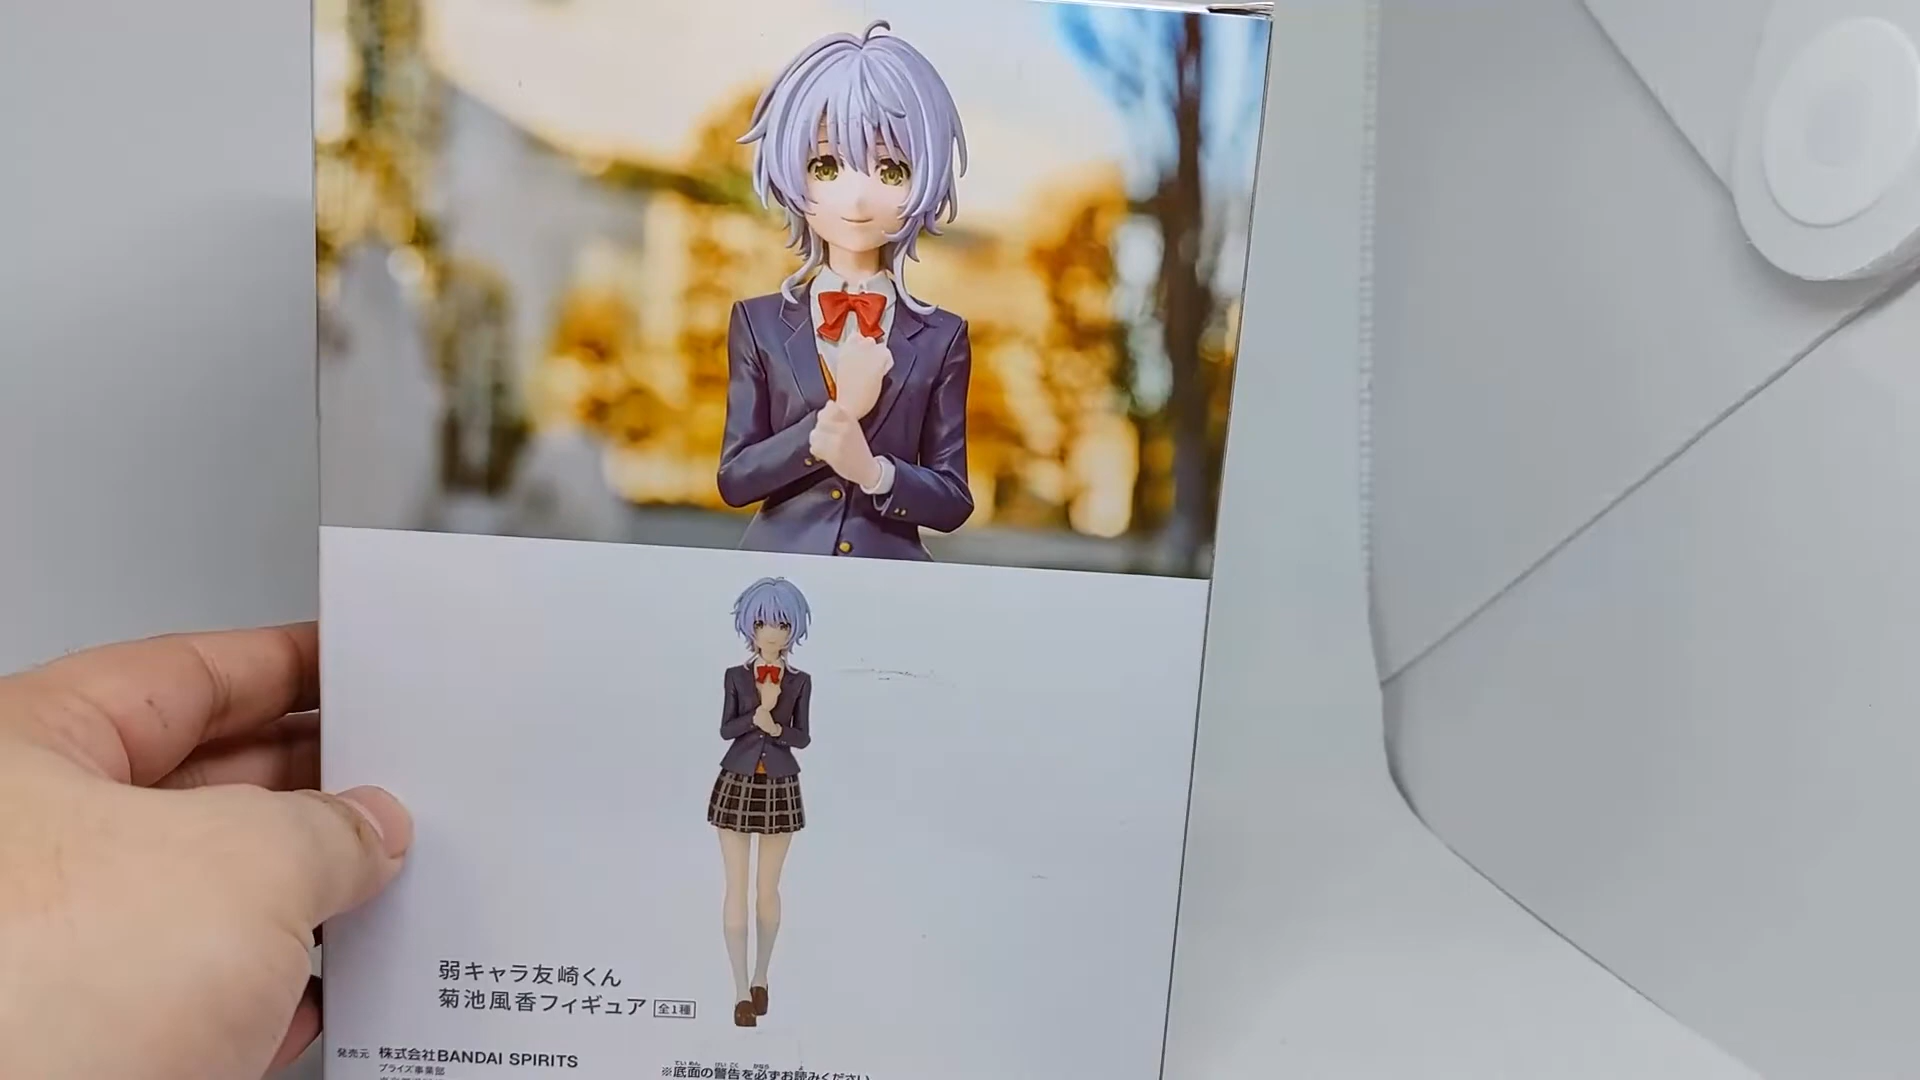 弱キャラ友崎くん
菊池風香フィギュア 全1種
発売元 株式会社BANDAI SPIRITS
プライズ事業部
※底面の警告を必ずお読みください